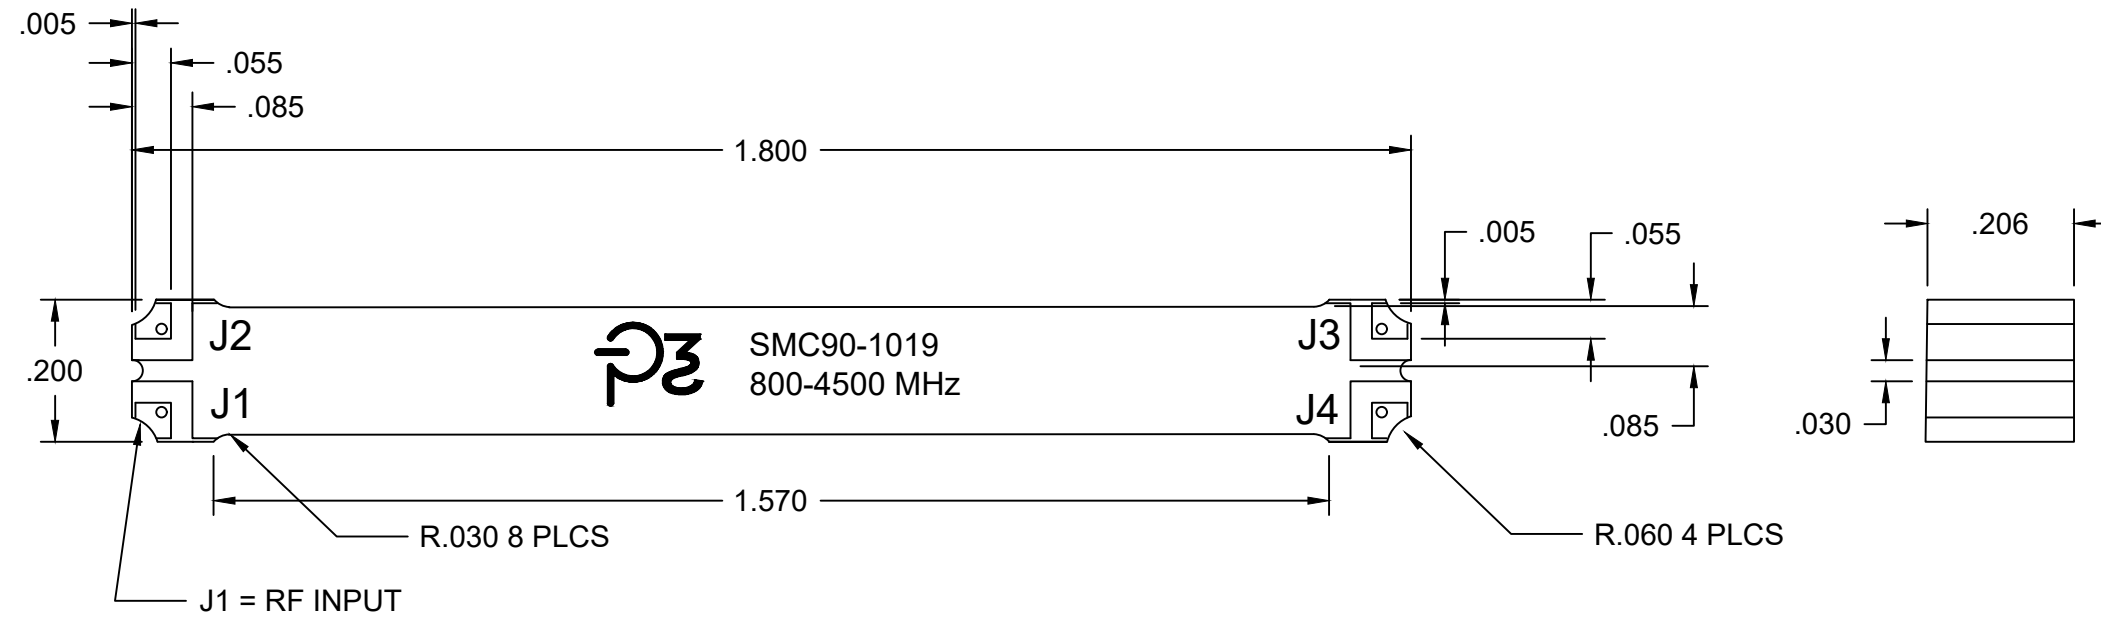 .005
.055
.085
1.800
.005
.055
.206
J2
J3
SMC90-1019
800-4500 MHz
.200
J1
J4
.085
.030
1.570
R.030 8 PLCS
R.060 4 PLCS
J1 = RF INPUT